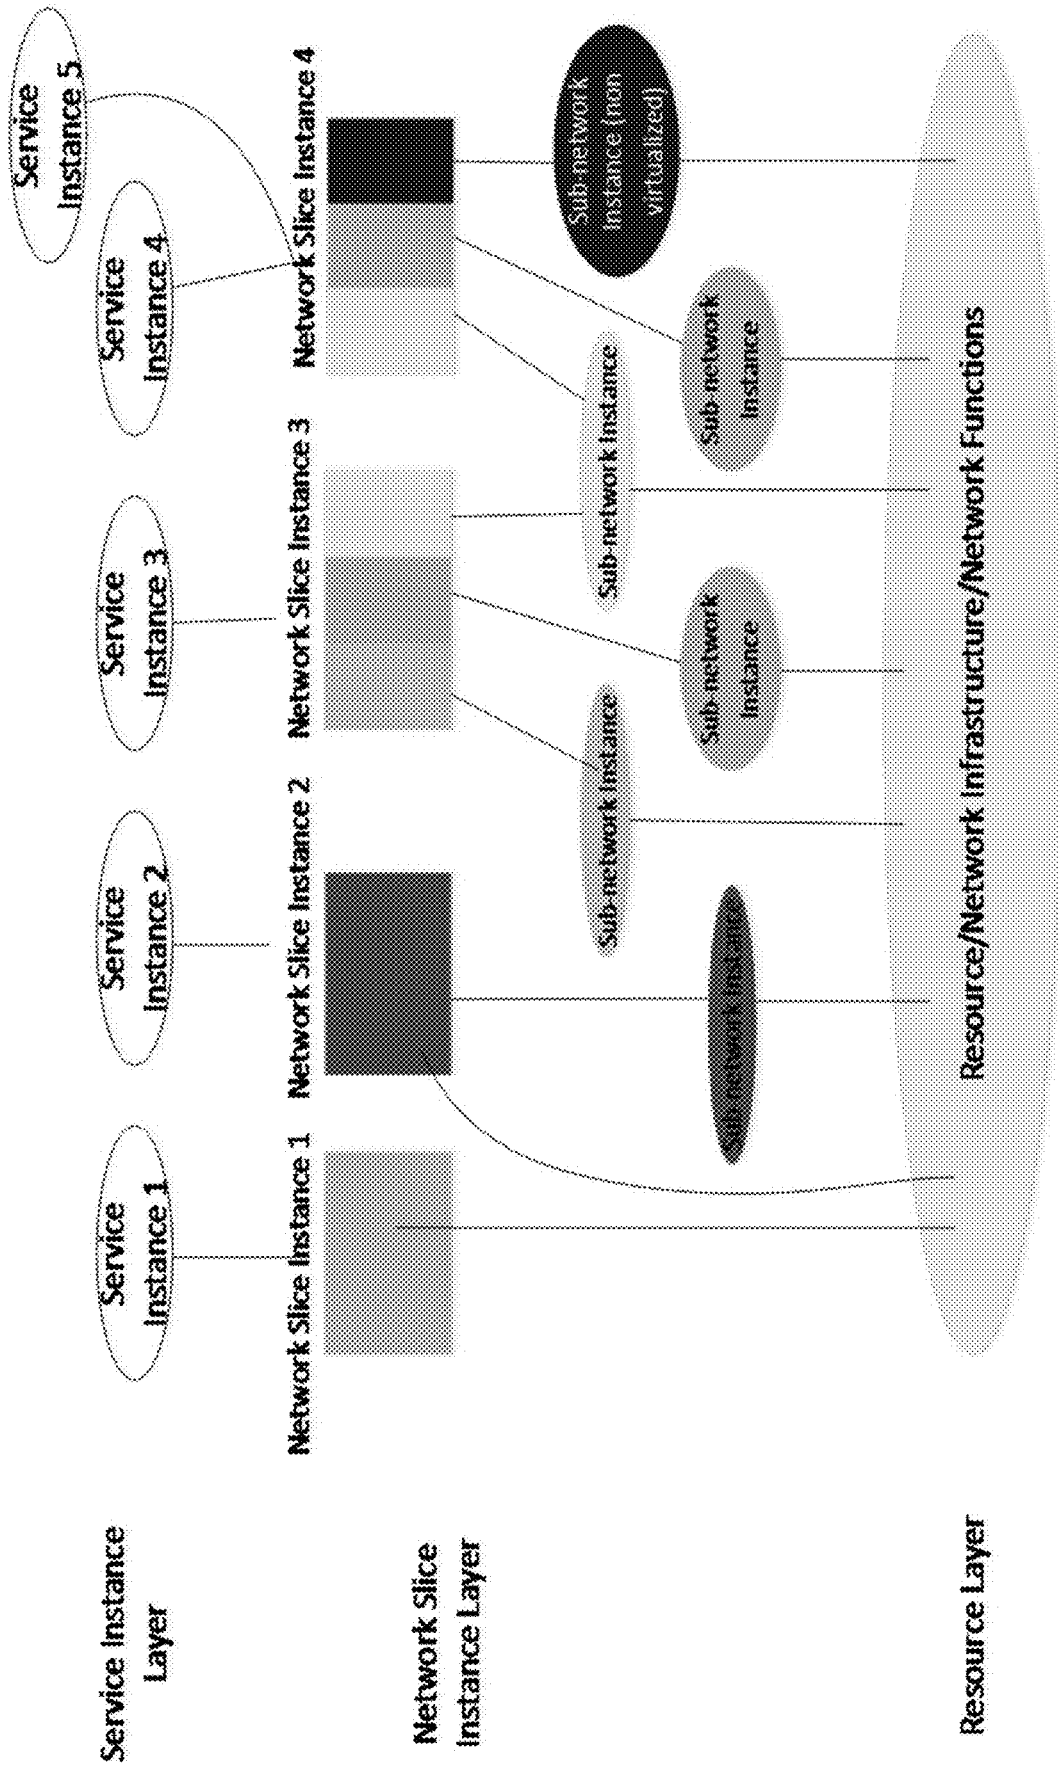 Service Instance
Layer
Service
Instance 1
Service
Instance 2
Service
Instance 3
Service
Instance 4
Service
Instance 5
Network Slice Instance 1
Network Slice Instance 2
Network Slice Instance 3
Network Slice Instance 4
Network Slice
Instance Layer
Sub-network Instance
Sub-network Instance
Sub-network
Instance (non
virtualized)
Sub-network Instance
Sub-network
Instance
Sub-network
Instance
Resource Layer
Resource/Network Infrastructure/Network Functions